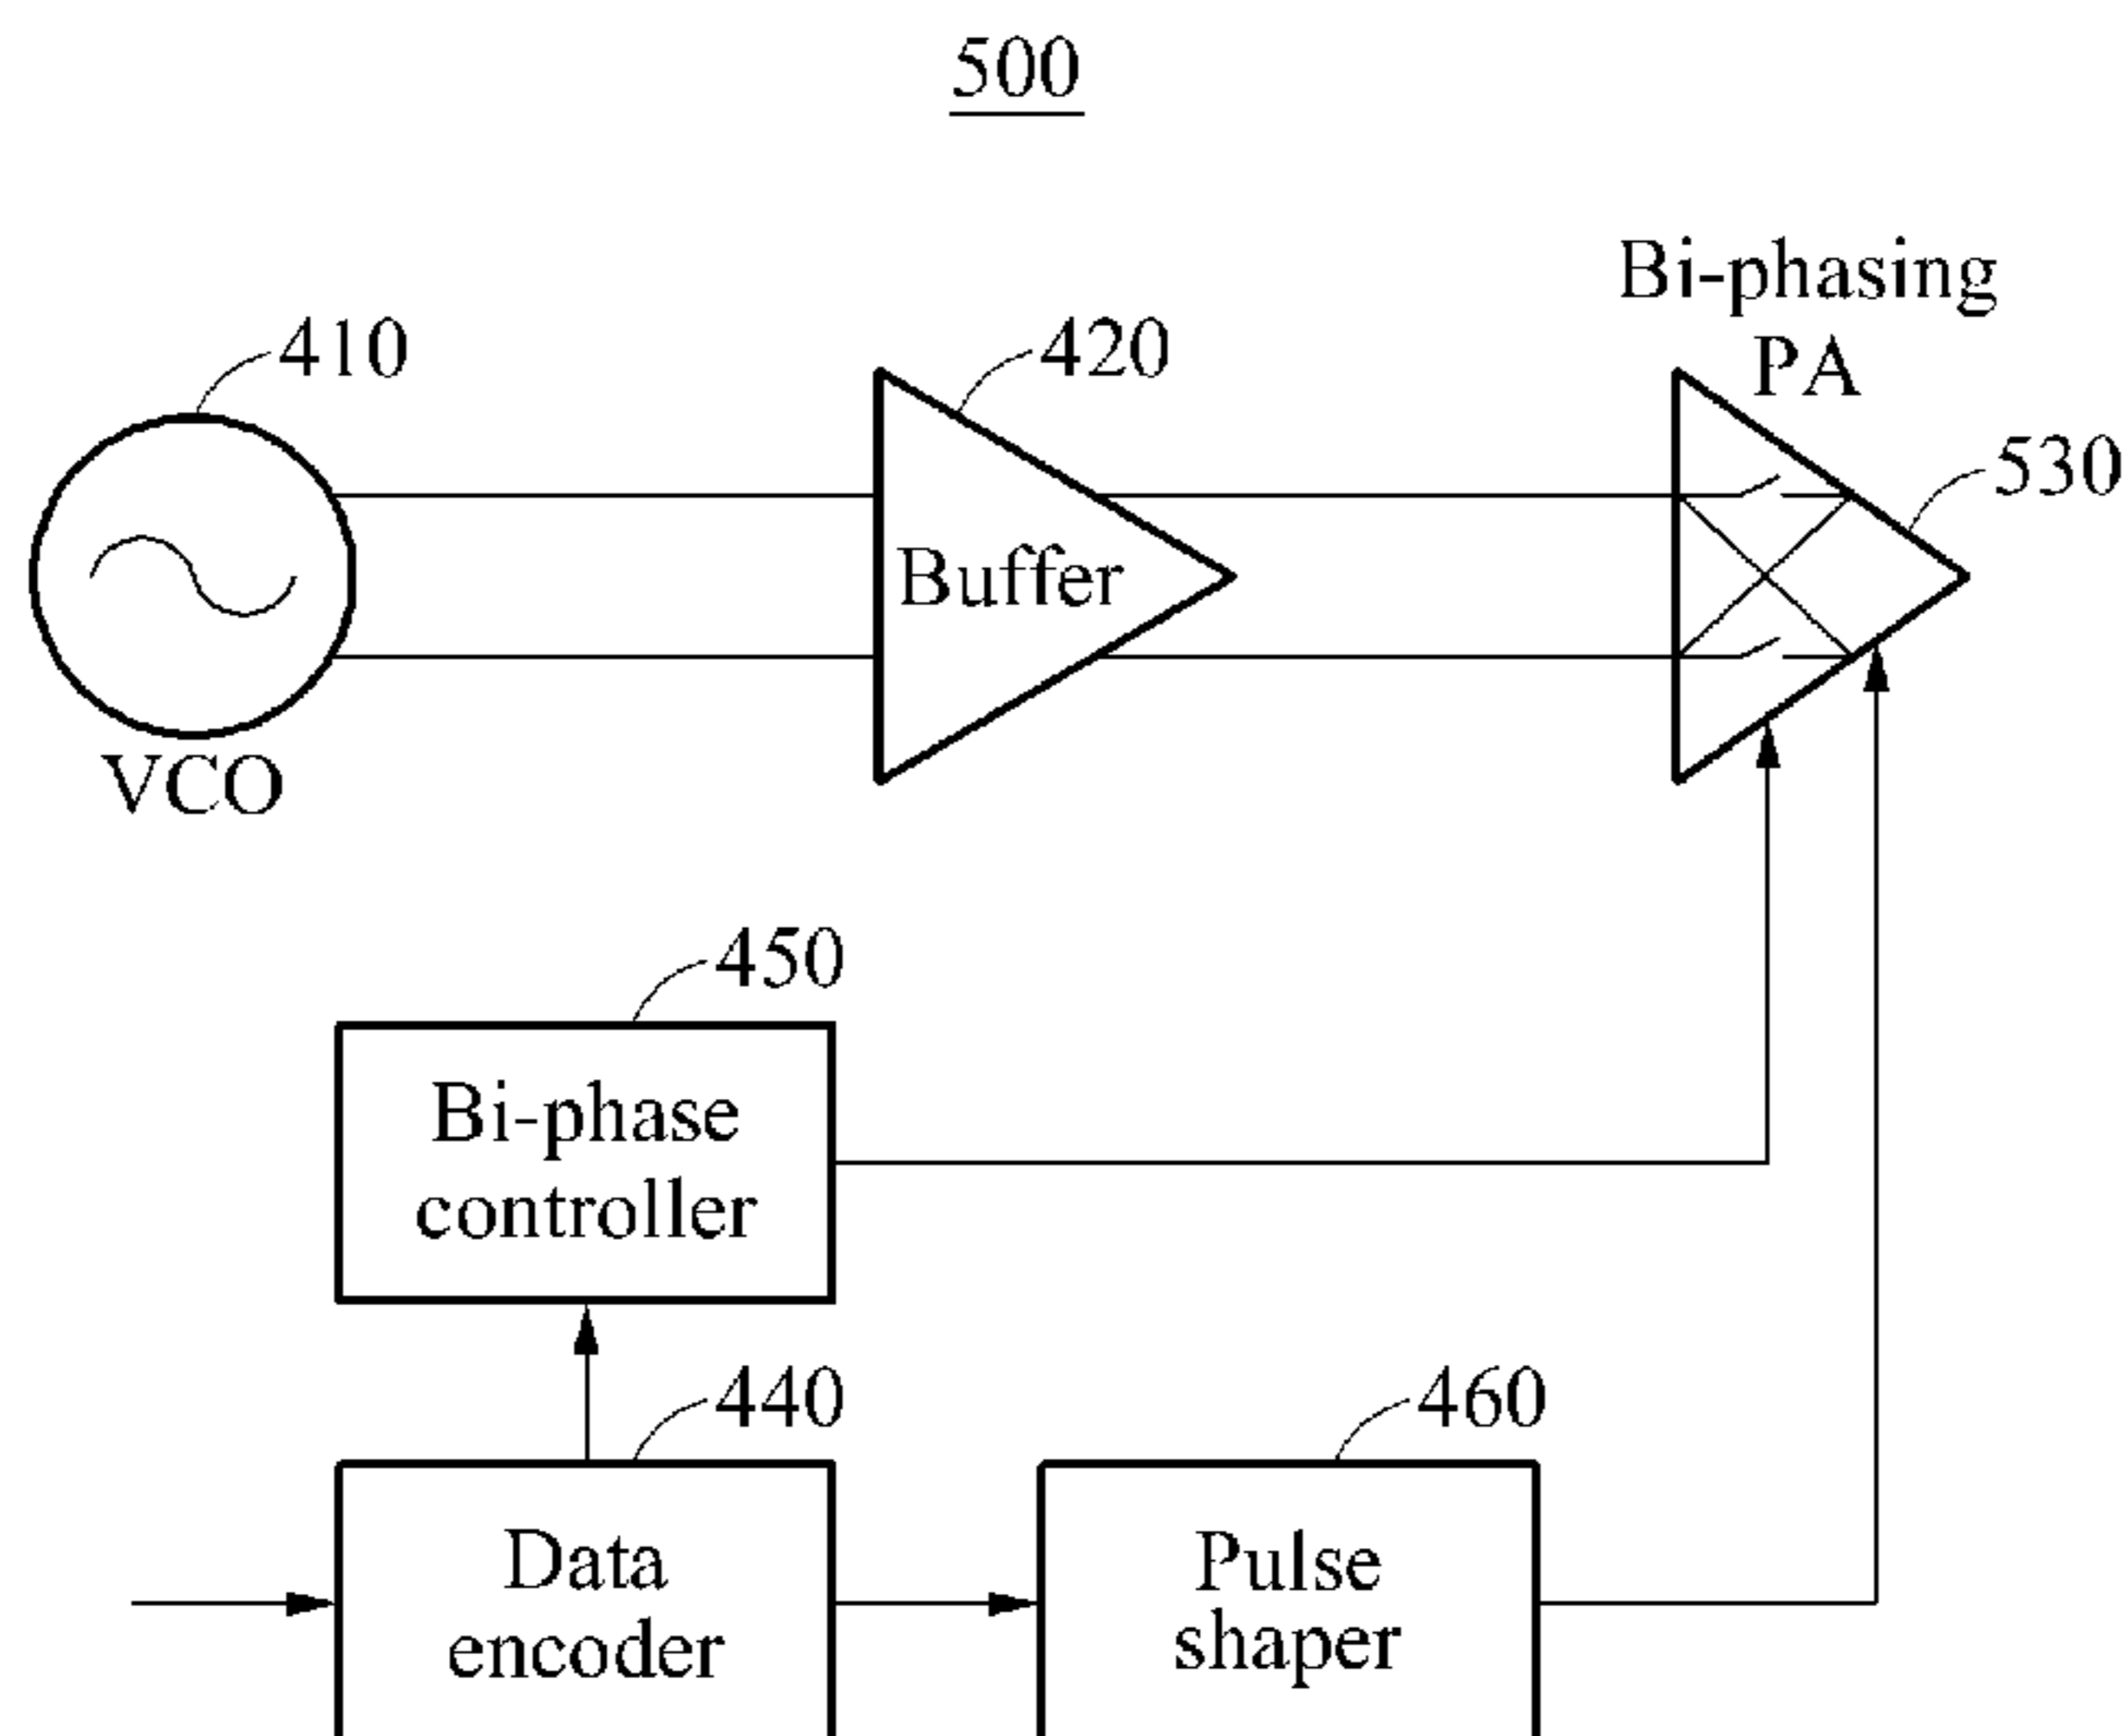 500
Bi-phasing
PA
410
420
530
Buffer
VCO
450
Bi-phase
controller
440
460
Data
encoder
Pulse
shaper